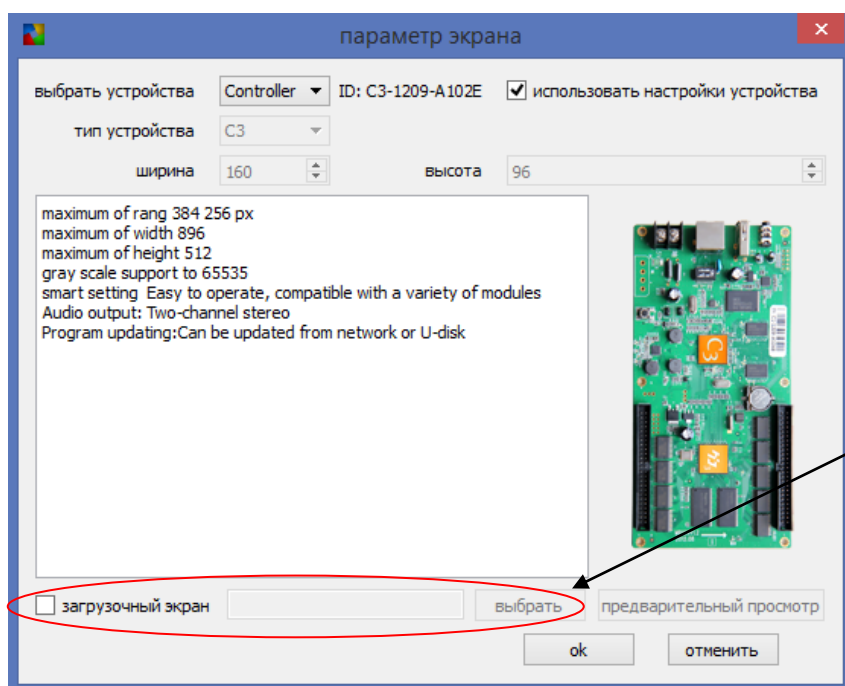 параметр экрана
выбрать устройства Controller ID: C3-1209-A102E использовать настройки устройства
тип устройства C3
ширина 160 высота 96
maximum of rang 384 256 px
maximum of width 896
maximum of height 512
gray scale support to 65535
smart setting Easy to operate, compatible with a variety of modules
Audio output: Two-channel stereo
Program updating:Can be updated from network or U-disk
C3
загрузочный экран выбрать предварительный просмотр
ok отменить